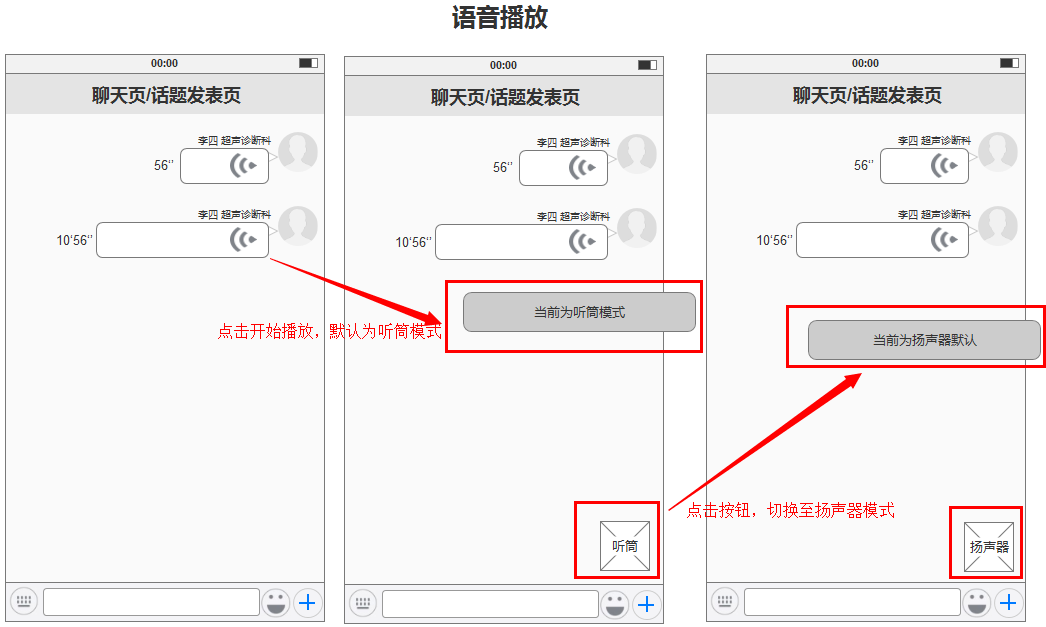 语音播放
00:00
聊天页/话题发表页
李四 超声诊断科
56‘’
李四 超声诊断科
10‘56‘’
点击开始播放，默认为听筒模式
00:00
聊天页/话题发表页
李四 超声诊断科
56‘’
李四 超声诊断科
10‘56‘’
当前为听筒模式
听筒
点击按钮，切换至扬声器模式
00:00
聊天页/话题发表页
李四 超声诊断科
56‘’
李四 超声诊断科
10‘56‘’
当前为扬声器默认
扬声器